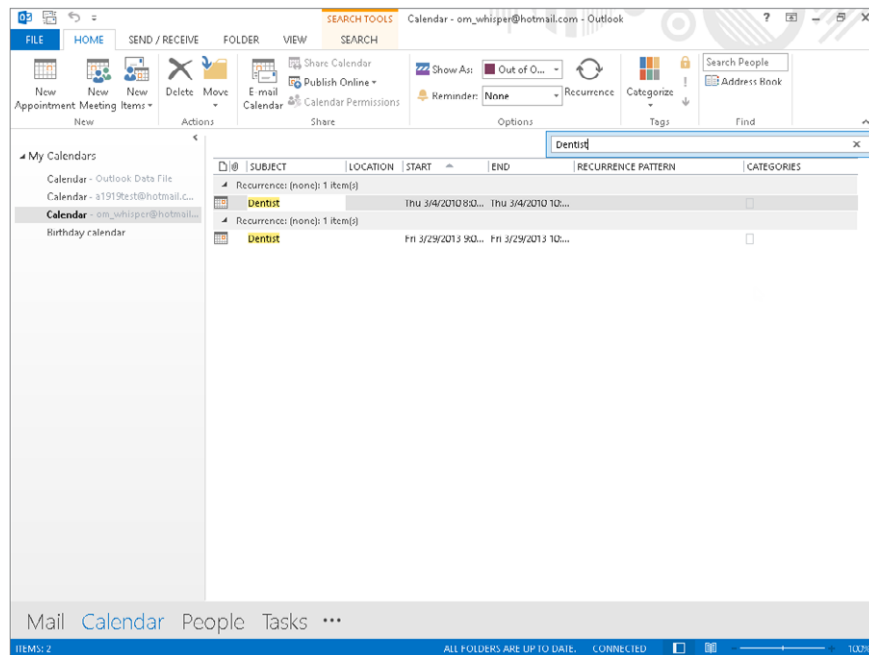 SEARCH TOOLS
Calendar - om_whisper@hotmail.com - Outlook
?
FILE
HOME
SEND / RECEIVE
FOLDER
VIEW
SEARCH
New Appointment
New Meeting
New Items
New
Delete
Move
Actions
E-mail Calendar
Share Calendar
Publish Online
Calendar Permissions
Share
Show As:
Out of O...
Reminder:
None
Recurrence
Options
Categorize
Tags
Search People
Address Book
Find
Dentist
My Calendars
Calendar - Outlook Data File
Calendar - a1919test@hotmail.c...
Calendar - om_whisper@hotmail...
Birthday calendar
SUBJECT LOCATION START END RECURRENCE PATTERN CATEGORIES
Recurrence: (none): 1 item(s)
Dentist Thu 3/4/2010 8:0... Thu 3/4/2010 10:...
Recurrence: (none): 1 item(s)
Dentist Fri 3/29/2013 9:0... Fri 3/29/2013 10:...
Mail Calendar People Tasks •••
ITEMS: 2
ALL FOLDERS ARE UP TO DATE.
CONNECTED
100%